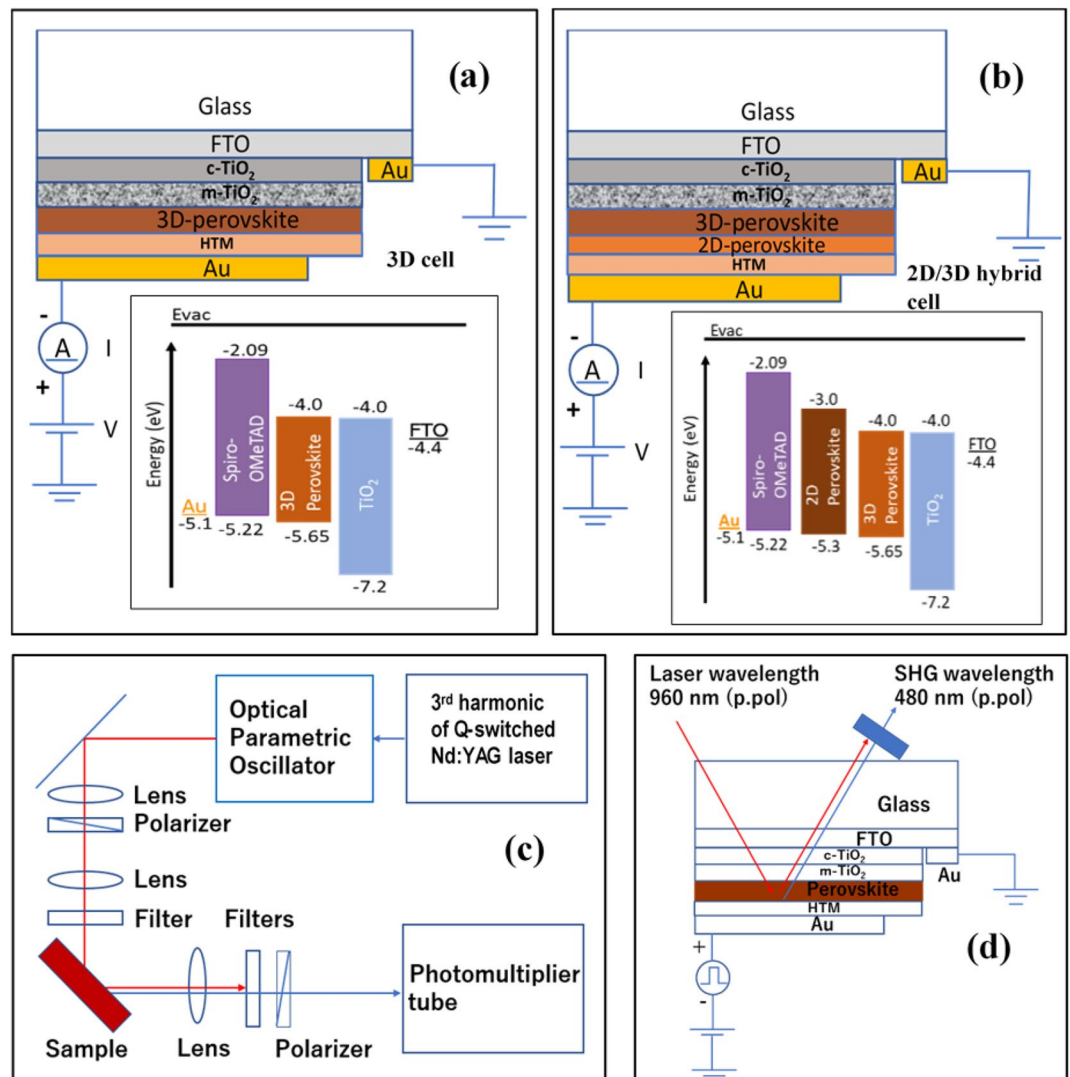 (a)
Glass
FTO
c-TiO₂
Au
m-TiO₂
3D-perovskite
HTM
3D cell
Au
-
A
I
+
V
Evac
-2.09
-4.0
-4.0
FTO
-4.4
Energy (eV)
Spiro-
OMeTAD
3D
Perovskite
TiO₂
Au
-5.1
-5.22
-5.65
-7.2
(b)
Glass
FTO
c-TiO₂
Au
m-TiO₂
3D-perovskite
2D-perovskite
HTM
2D/3D hybrid
cell
Au
-
A
I
+
V
Evac
-2.09
-3.0
-4.0
-4.0
FTO
-4.4
Energy (eV)
Spiro-
OMeTAD
2D
Perovskite
3D
Perovskite
TiO₂
Au
-5.1
-5.22
-5.3
-5.65
-7.2
Optical
Parametric
Oscillator
3rd harmonic
of Q-switched
Nd:YAG laser
Lens
Polarizer
(c)
Lens
Filter
Filters
Photomultiplier
tube
Sample
Lens
Polarizer
Laser wavelength
960 nm (p.pol)
SHG wavelength
480 nm (p.pol)
Glass
FTO
c-TiO₂
m-TiO₂
Au
Perovskite
HTM
Au
(d)
+
-